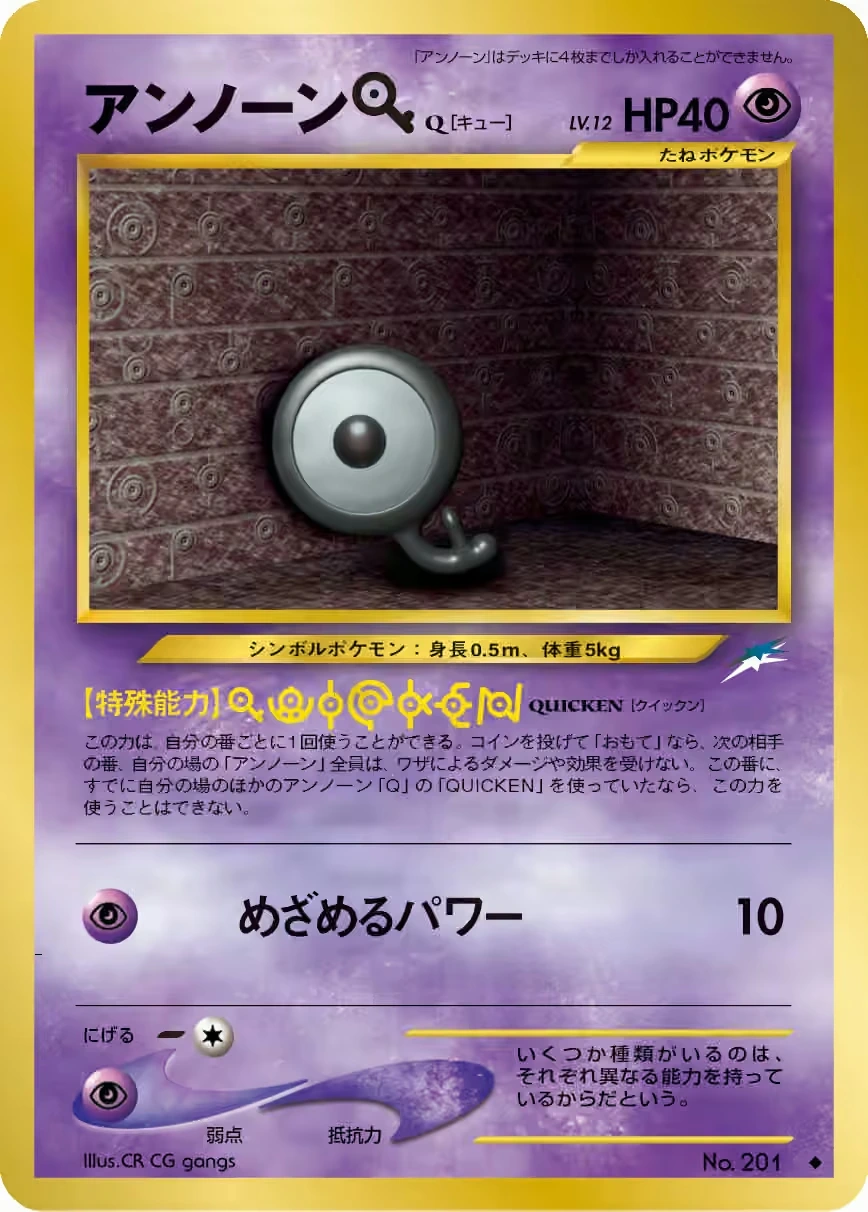 「アンノーン」はデッキに4枚までしか入れることができません。
アンノーン Q [キュー] LV.12 HP40
たねポケモン
シンボルポケモン：身長0.5m、体重5kg
【特殊能力】QUICKEN QUICKEN [クイックン]
この力は、自分の番ごとに1回使うことができる。コインを投げて「おもて」なら、次の相手
の番、自分の場の「アンノーン」全員は、ワザによるダメージや効果を受けない。この番に、
すでに自分の場のほかのアンノーン「Q」の「QUICKEN」を使っていたなら、この力を
使うことはできない。
めざめるパワー 10
にげる
いくつか種類がいるのは、
それぞれ異なる能力を持って
いるからだという。
弱点 抵抗力
Illus.CR CG gangs No. 201